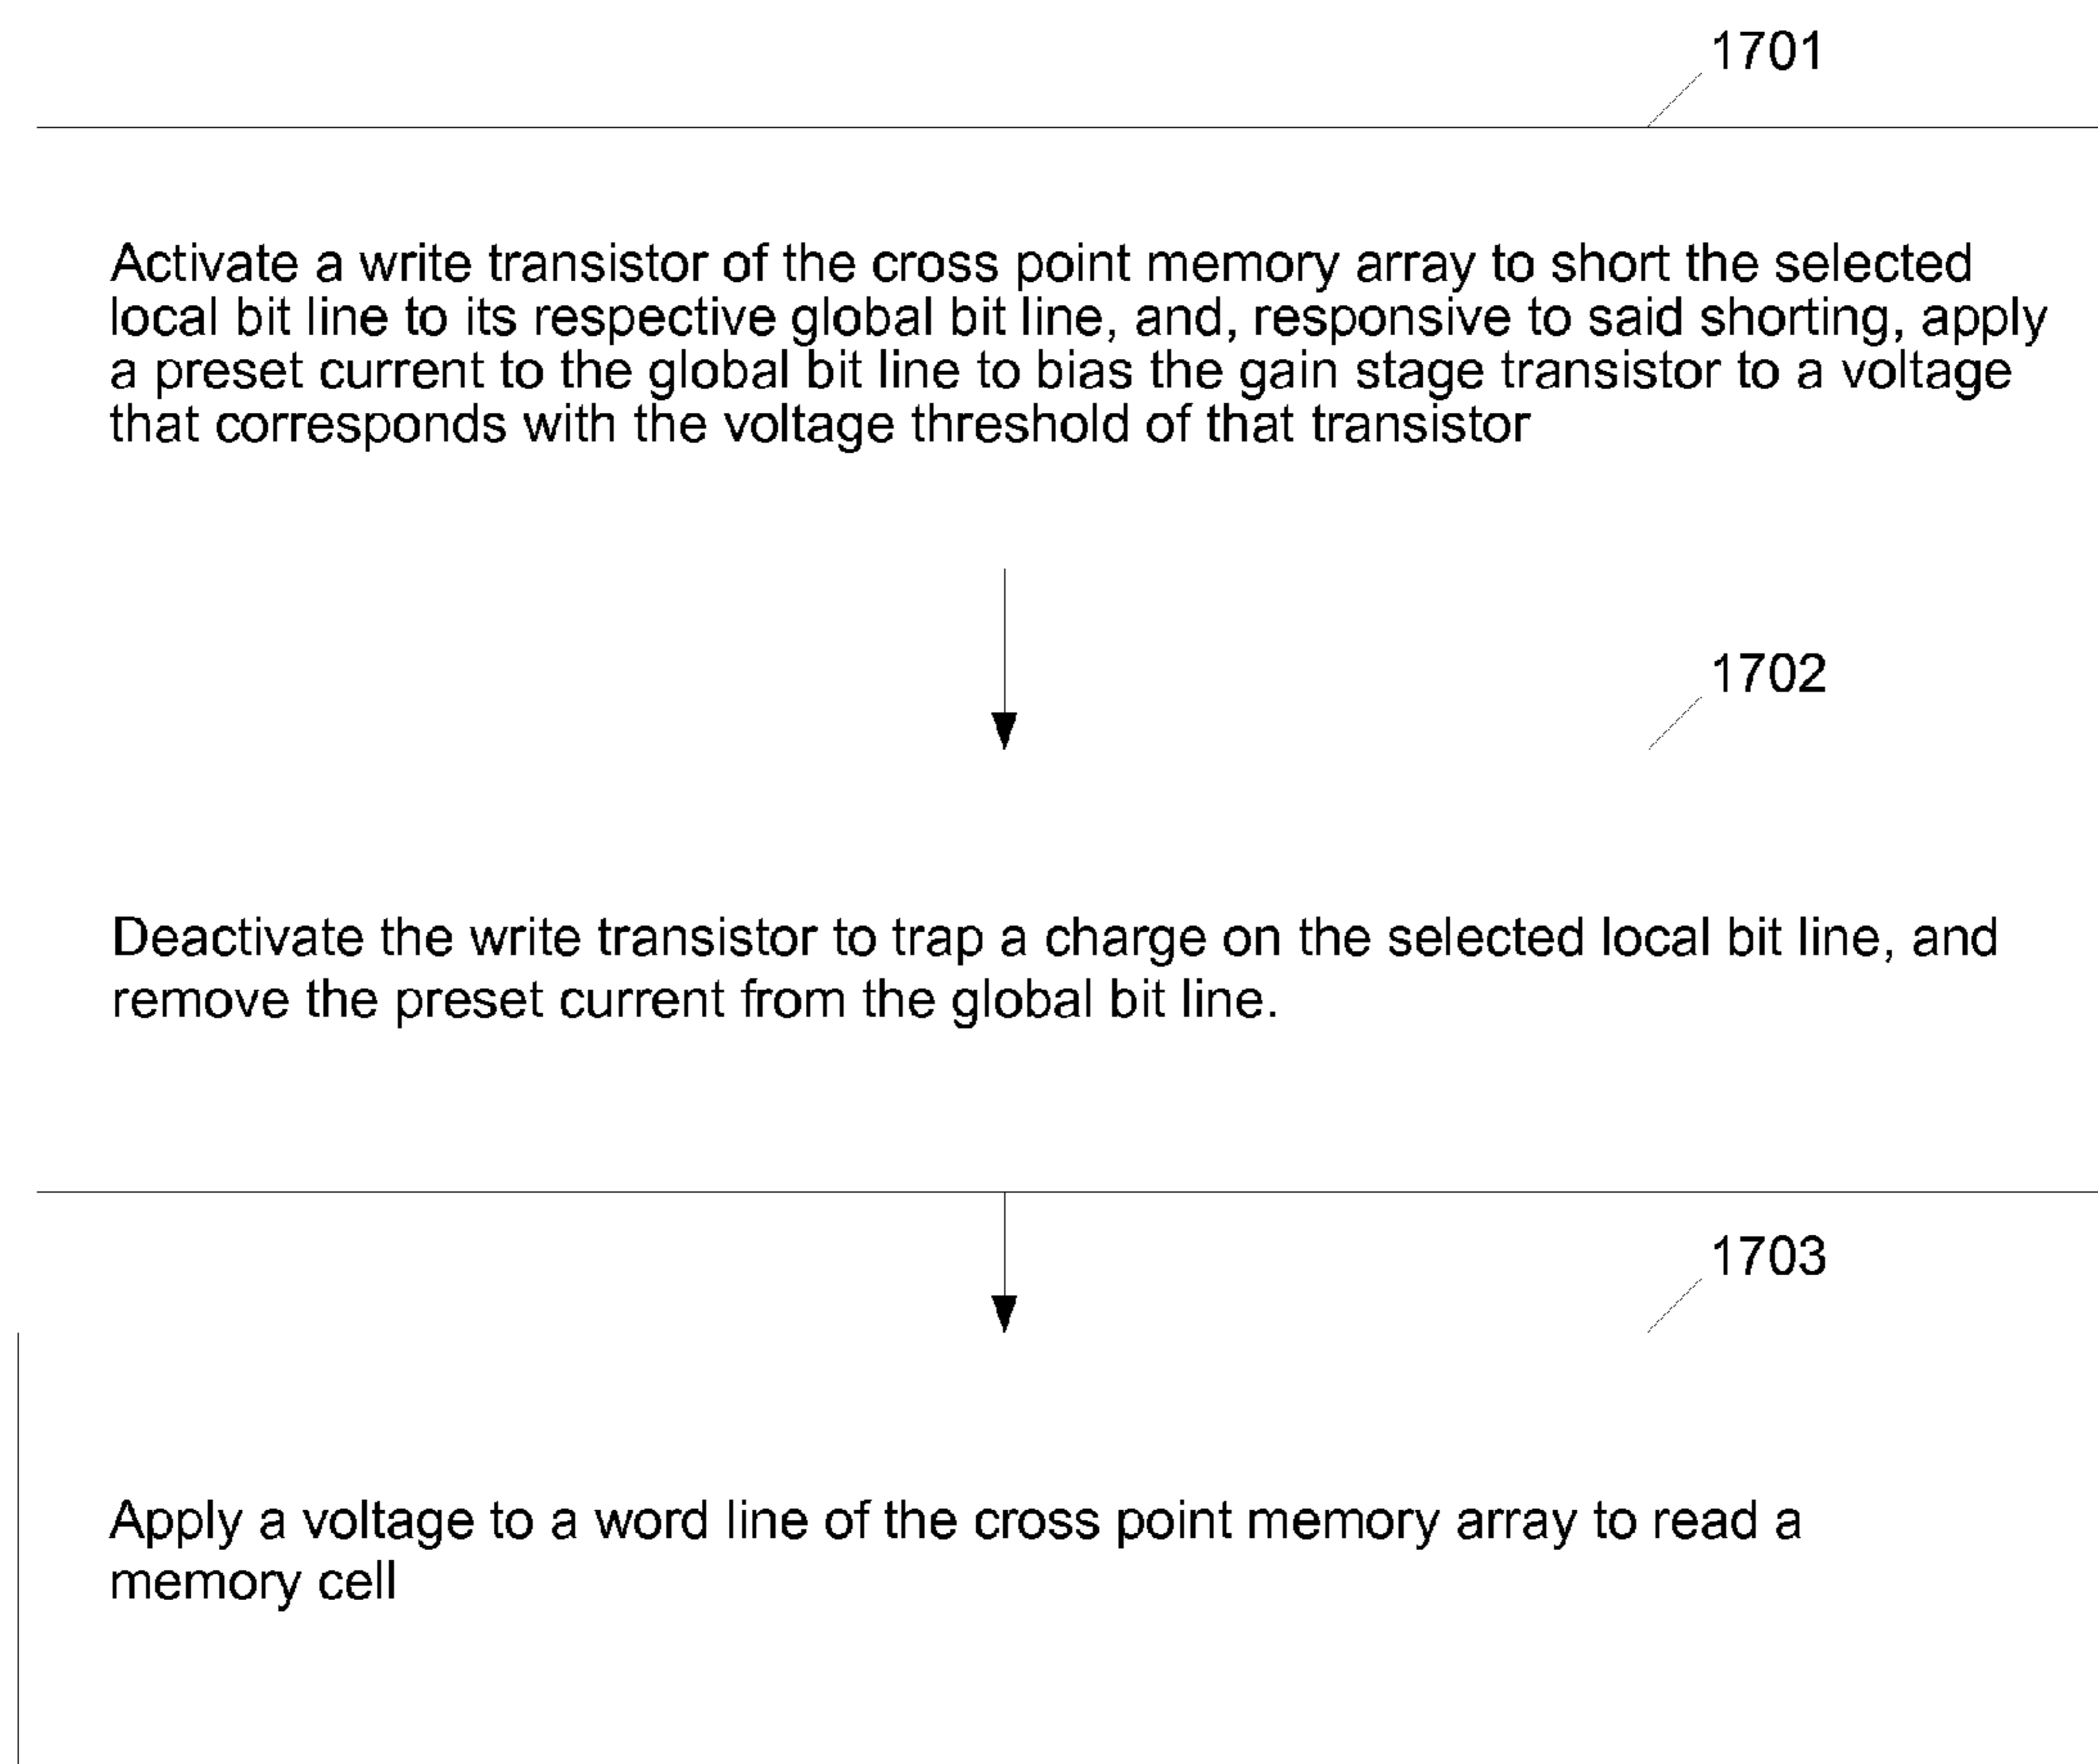 1701
Activate a write transistor of the cross point memory array to short the selected
local bit line to its respective global bit line, and, responsive to said shorting, apply
a preset current to the global bit line to bias the gain stage transistor to a voltage
that corresponds with the voltage threshold of that transistor
1702
Deactivate the write transistor to trap a charge on the selected local bit line, and
remove the preset current from the global bit line.
1703
Apply a voltage to a word line of the cross point memory array to read a
memory cell